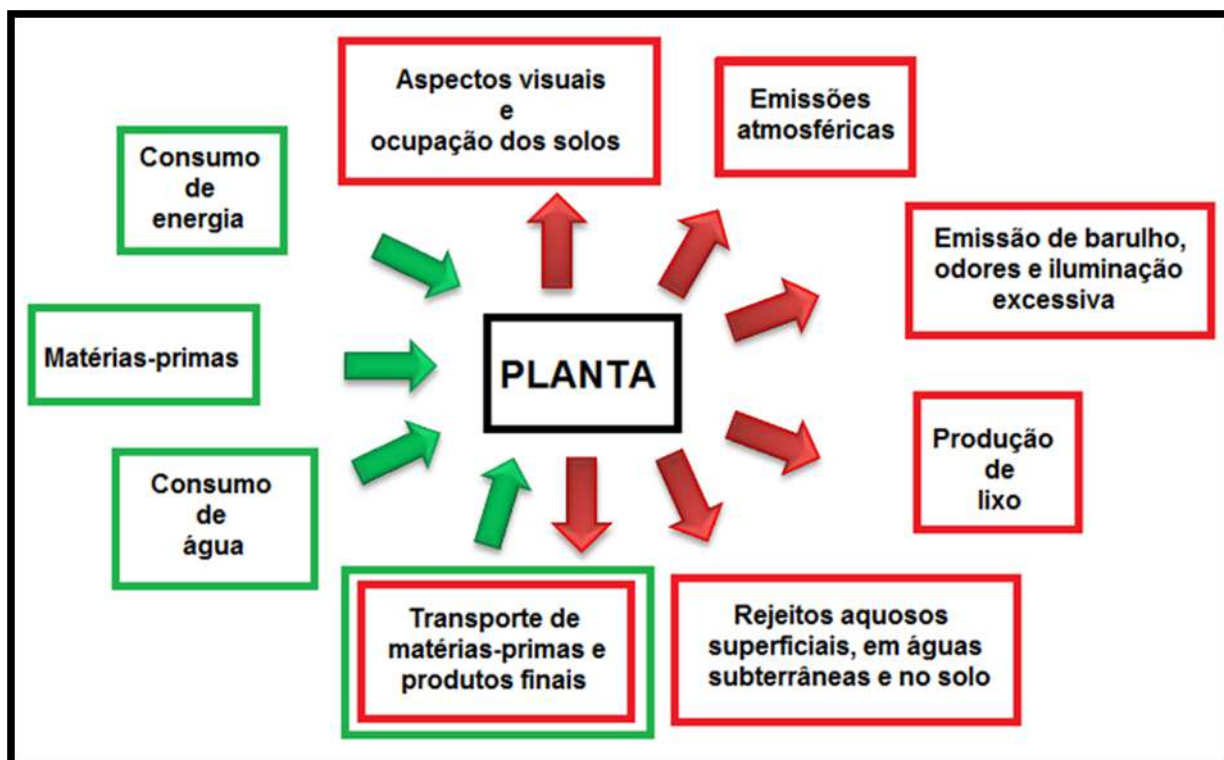 Aspectos visuais
e
ocupação dos solos
Emissões
atmosféricas
Consumo
de
energia
Emissão de barulho,
odores e iluminação
excessiva
Matérias-primas
PLANTA
Consumo
de
água
Produção
de
lixo
Transporte de
matérias-primas e
produtos finais
Rejeitos aquosos
superficiais, em águas
subterrâneas e no solo